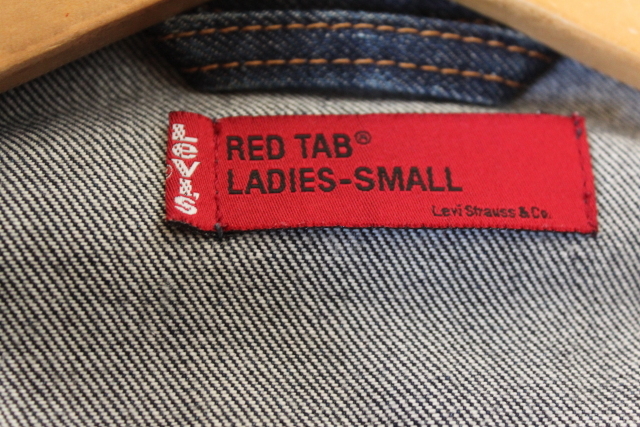 LEVI'S
RED TAB®
LADIES-SMALL
Levi Strauss & Co.